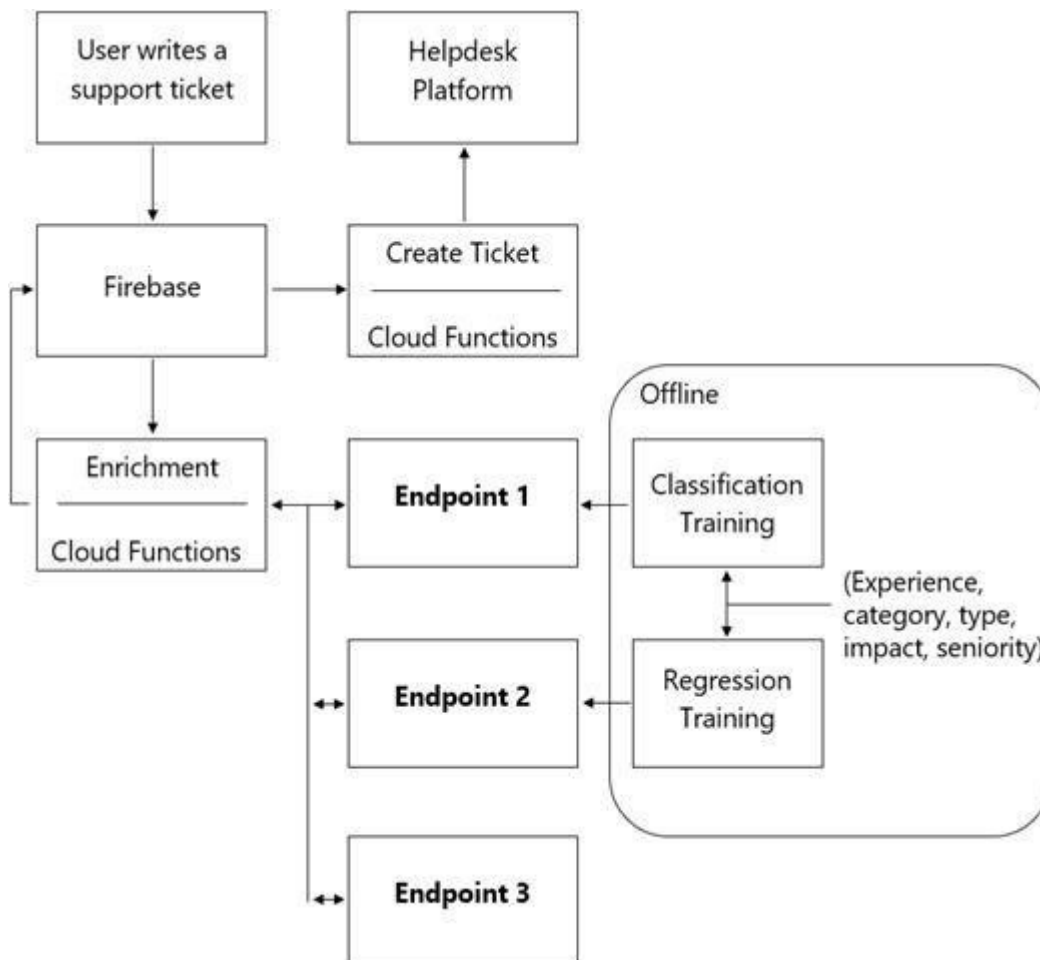 User writes a
support ticket
Helpdesk
Platform
Firebase
Create Ticket
Cloud Functions
Offline
Enrichment
Cloud Functions
Endpoint 1
Classification
Training
(Experience,
category, type,
impact, seniority)
Endpoint 2
Regression
Training
Endpoint 3